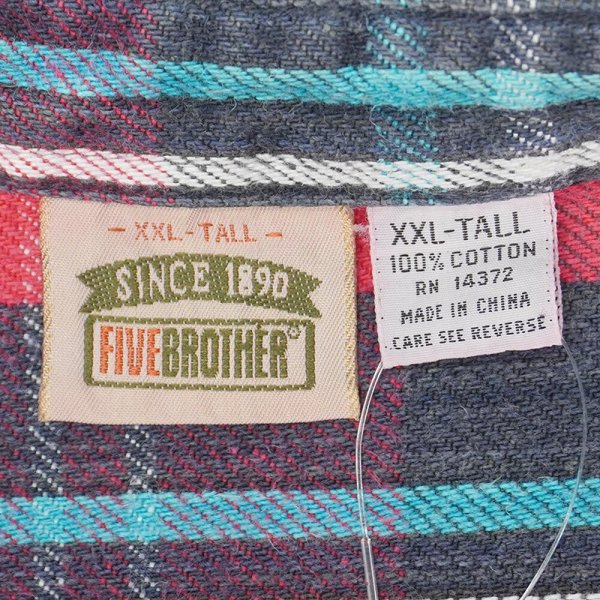 - XXL-TALL -
SINCE 1890
FIVEBROTHER®
XXL-TALL
100% COTTON
RN 14372
MADE IN CHINA
CARE SEE REVERSE